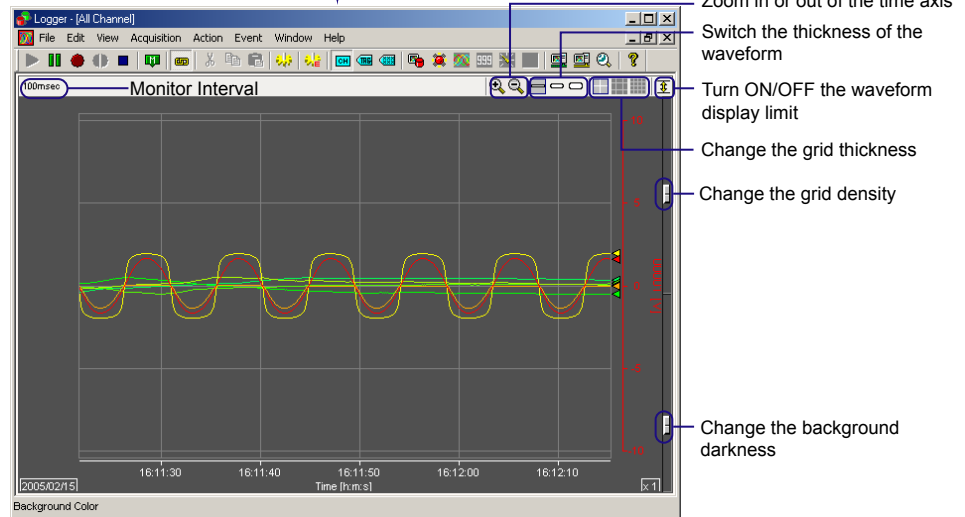 Zoom in or out of the time axis
Logger - [All Channel]
Switch the thickness of the
waveform
File Edit View Acquisition Action Event Window Help
100msec
Monitor Interval
Turn ON/OFF the waveform
display limit
Change the grid thickness
Change the grid density
Change the background
darkness
16:11:30 16:11:40 16:11:50 16:12:00 16:12:10
2005/02/15
Time [h:m:s]
x 1
Background Color